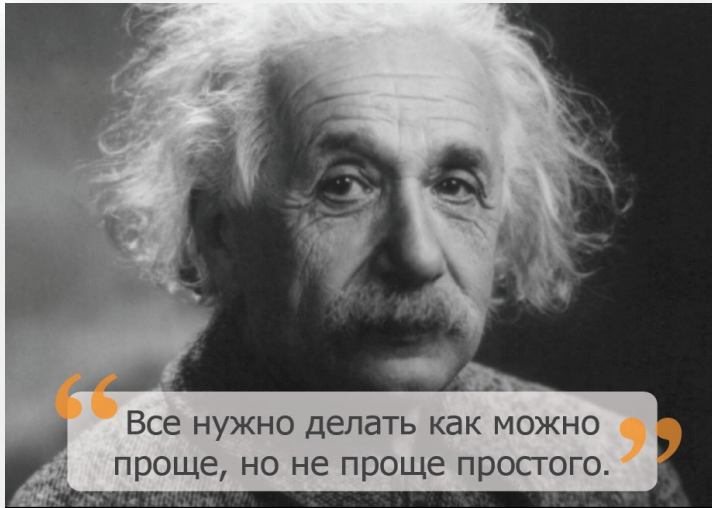 Все нужно делать как можно
проще, но не проще простого.